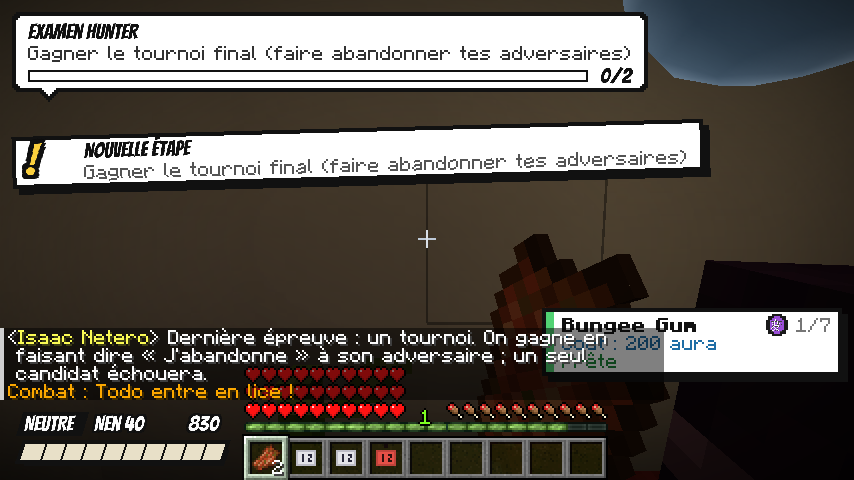 EXAMEN HUNTER
Gagner le tournoi final (faire abandonner tes adversaires)
0/2
NOUVELLE ÉTAPE
Gagner le tournoi final (faire abandonner tes adversaires)
Bungee Gum 1/7
Coût : 200 aura
Prête
<Isaac Netero> Dernière épreuve : un tournoi. On gagne en
faisant dire « J'abandonne » à son adversaire ; un seul
candidat échouera.
Combat : Todo entre en lice !
NEUTRE NEN 40 830
1
2 12 12 12